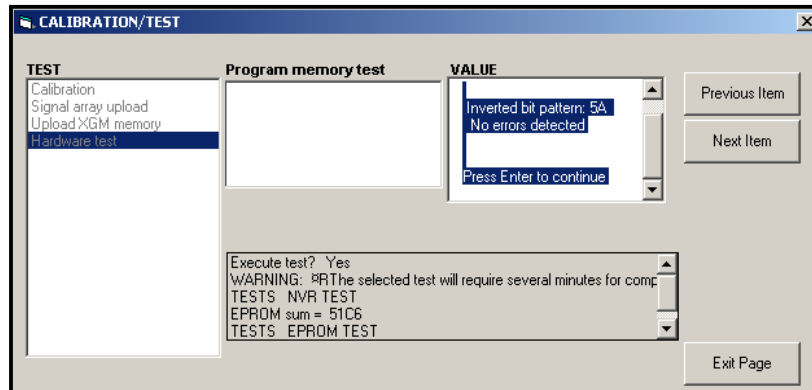 CALIBRATION/TEST
TEST
Calibration
Signal array upload
Upload XGM memory
Hardware test
Program memory test
VALUE
Inverted bit pattern: 5A
No errors detected
Press Enter to continue
Previous Item
Next Item
Execute test? Yes
WARNING: ¤RThe selected test will require several minutes for comp
TESTS NVR TEST
EPROM sum = 51C6
TESTS EPROM TEST
Exit Page